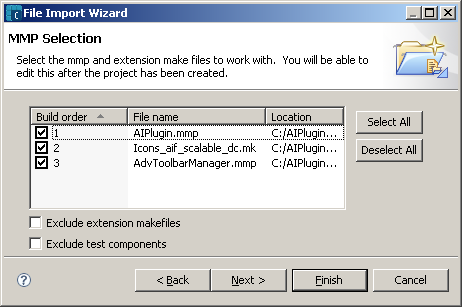 File Import Wizard
MMP Selection
Select the mmp and extension make files to work with. You will be able to
edit this after the project has been created.
Build order File name Location
1 AIPlugin.mmp C:/AIPlugin...
2 Icons_aif_scalable_dc.mk C:/AIPlugin...
3 AdvToolbarManager.mmp C:/AIPlugin...
Select All
Deselect All
Exclude extension makefiles
Exclude test components
? < Back Next > Finish Cancel